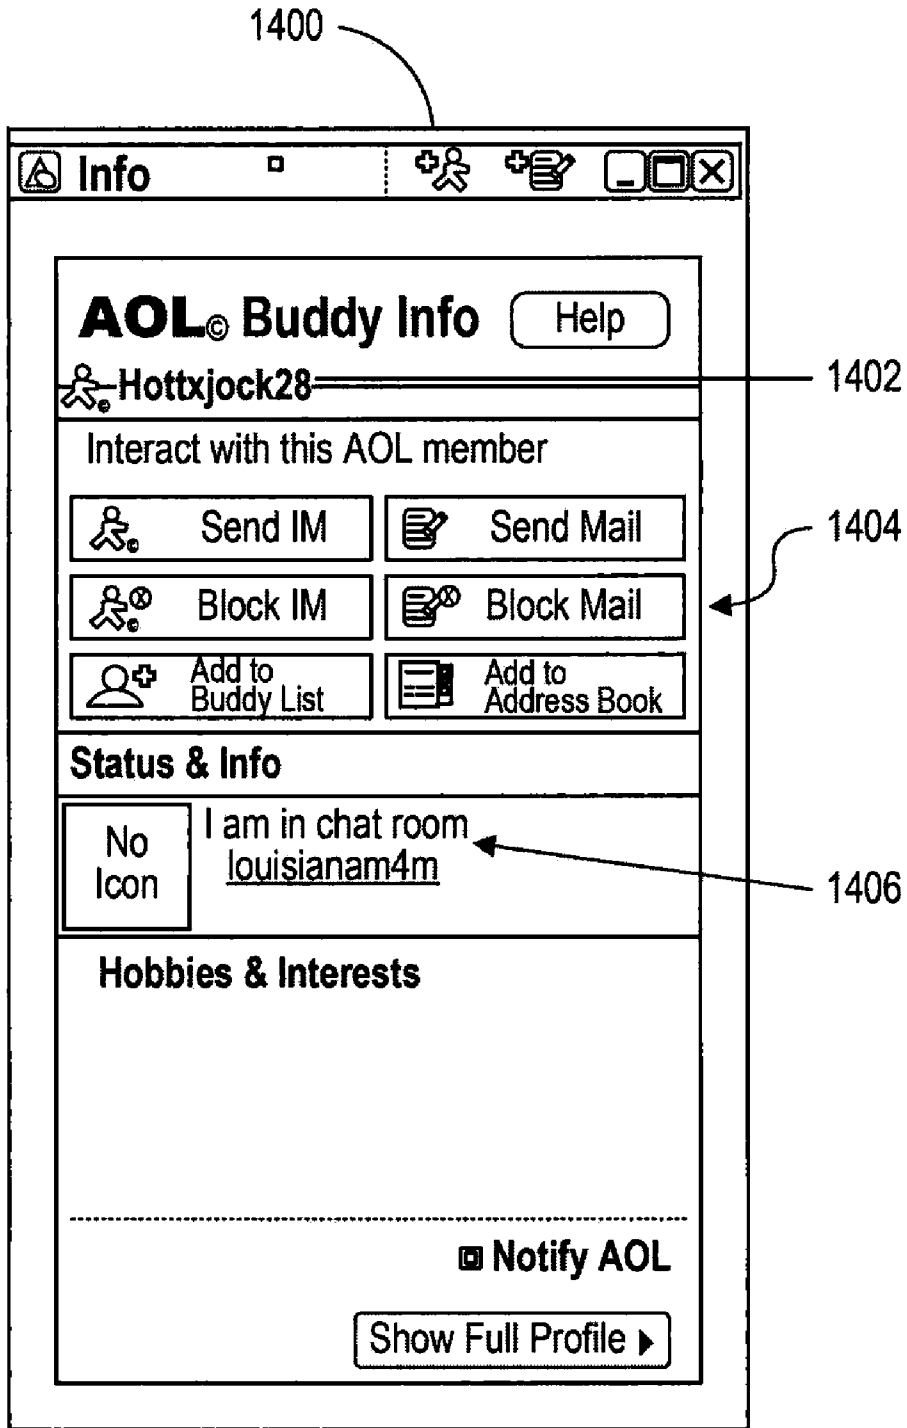 1400
Info
AOL© Buddy Info
Help
Hottxjock28
1402
Interact with this AOL member
Send IM
Send Mail
1404
Block IM
Block Mail
Add to
Buddy List
Add to
Address Book
Status & Info
No
Icon
I am in chat room
louisianam4m
1406
Hobbies & Interests
Notify AOL
Show Full Profile